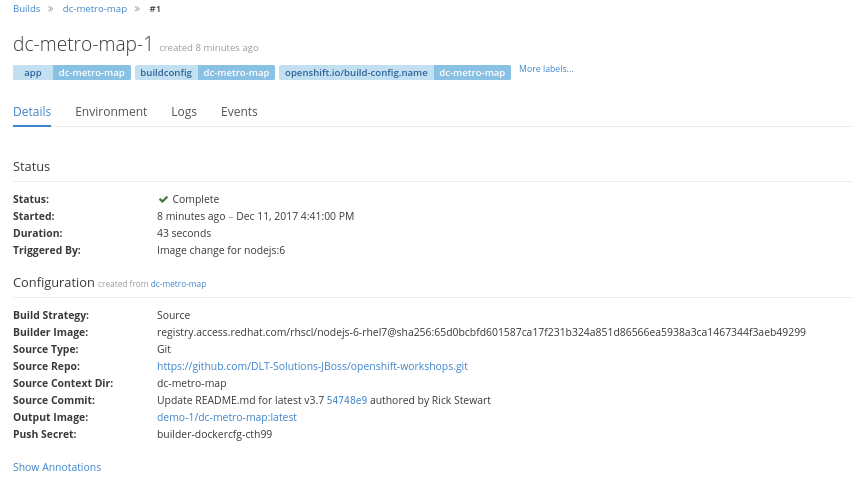 Builds » dc-metro-map » #1
dc-metro-map-1 created 8 minutes ago
app dc-metro-map buildconfig dc-metro-map openshift.io/build-config.name dc-metro-map More labels...
Details Environment Logs Events
Status
Status: Complete
Started: 8 minutes ago – Dec 11, 2017 4:41:00 PM
Duration: 43 seconds
Triggered By: Image change for nodejs:6
Configuration created from dc-metro-map
Build Strategy: Source
Builder Image: registry.access.redhat.com/rhscl/nodejs-6-rhel7@sha256:65d0bcbfd601587ca17f231b324a851d86566ea5938a3ca1467344f3aeb49299
Source Type: Git
Source Repo: https://github.com/DLT-Solutions-JBoss/openshift-workshops.git
Source Context Dir: dc-metro-map
Source Commit: Update README.md for latest v3.7 54748e9 authored by Rick Stewart
Output Image: demo-1/dc-metro-map:latest
Push Secret: builder-dockercfg-cth99
Show Annotations